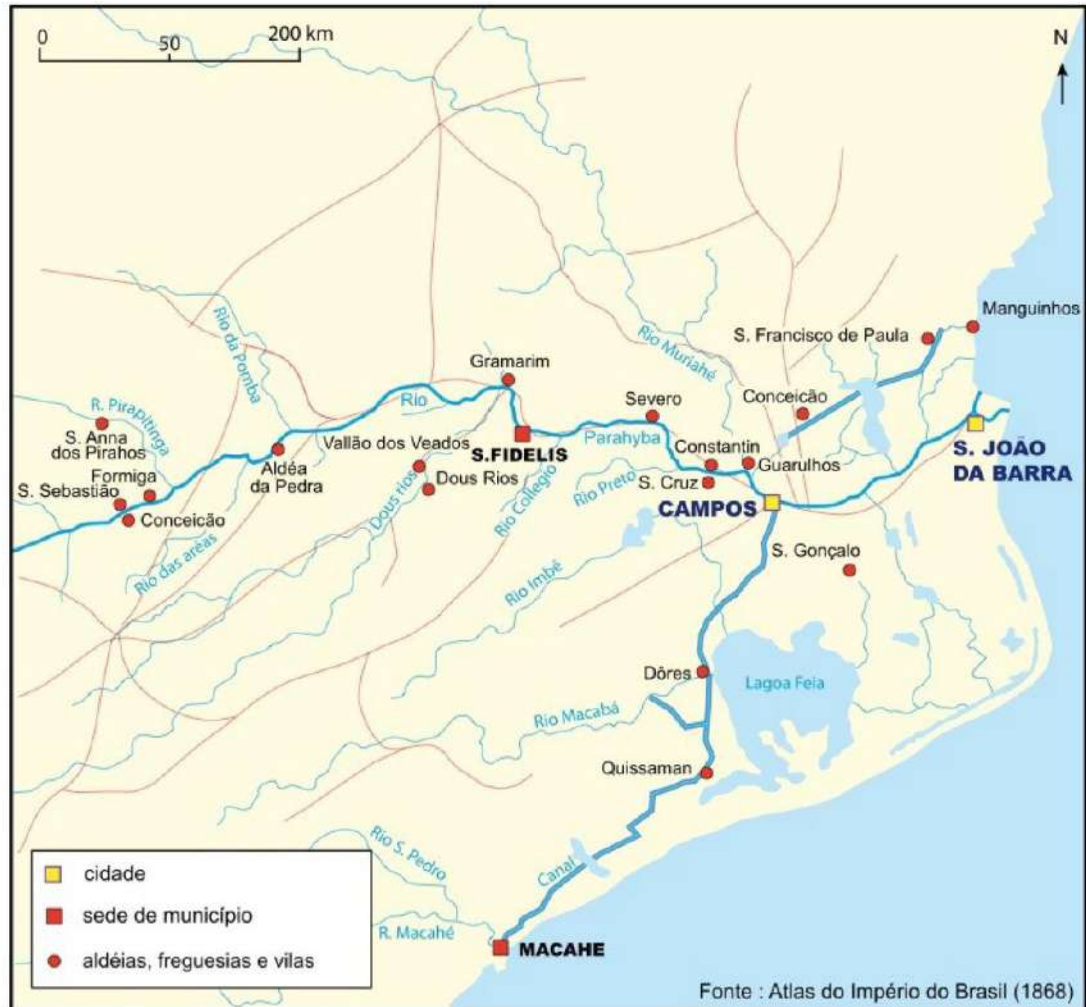 0
50
200 km
N
Manguinhos
S. Francisco de Paula
Rio Muriahé
Rio da Pomba
Gramarim
Rio
Severo
Conceicão
R. Pirapitinga
S. Anna
dos Pirahos
Vallão dos Veados
S.FIDELIS
Parahyba
Constantin
Guarulhos
S. JOÃO
DA BARRA
Formiga
Aldéa
da Pedra
Dous Rios
Dous rios
Rio Collegio
Rio Preto
S. Cruz
S. Sebastião
Conceicão
CAMPOS
Rio das aréas
S. Gonçalo
Rio Imbé
Dôres
Lagoa Feia
Rio Macabá
Quissaman
Rio S. Pedro
Canal
R. Macahé
MACAHE
cidade
sede de município
aldéias, freguesias e vilas
Fonte : Atlas do Império do Brasil (1868)